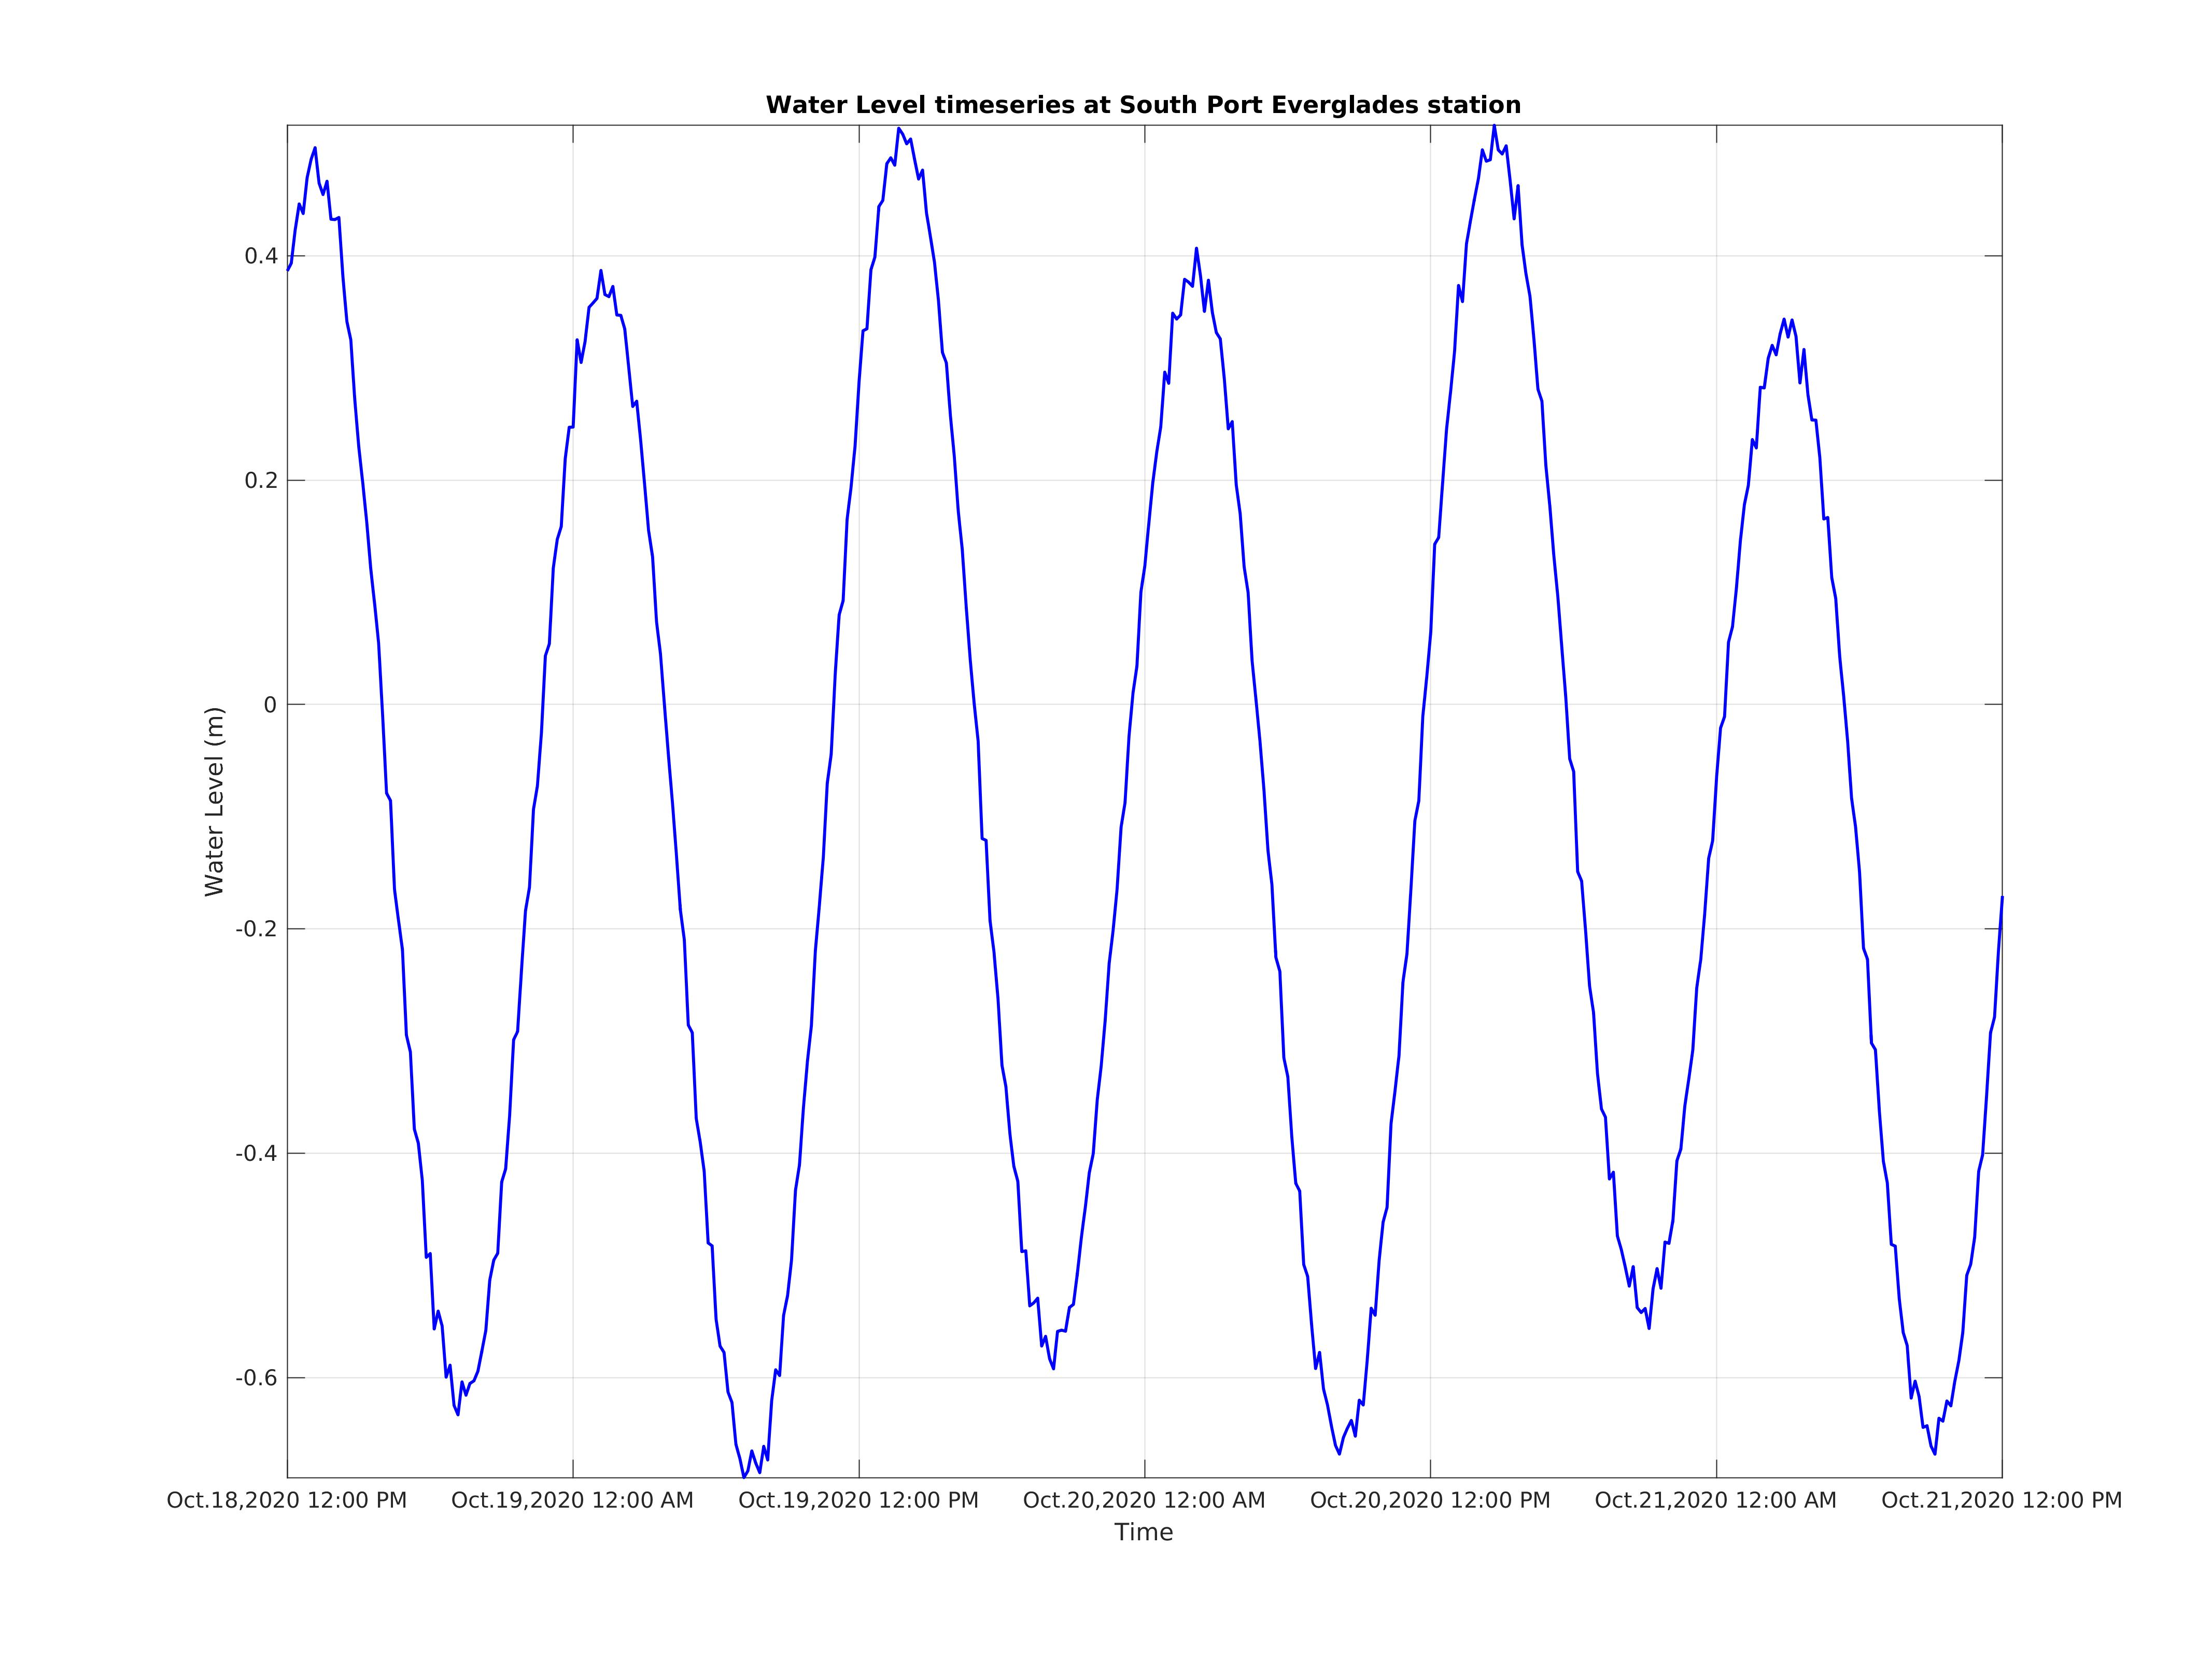 Water Level timeseries at South Port Everglades station
0.4
0.2
0
-0.2
-0.4
-0.6
Water Level (m)
Oct.18,2020 12:00 PM
Oct.19,2020 12:00 AM
Oct.19,2020 12:00 PM
Oct.20,2020 12:00 AM
Oct.20,2020 12:00 PM
Oct.21,2020 12:00 AM
Oct.21,2020 12:00 PM
Time